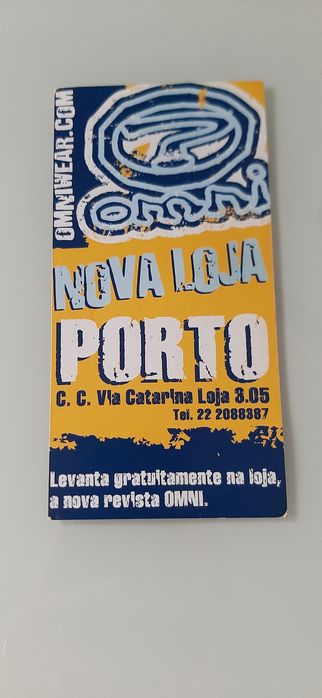 OMNIWEAR.COM
omni
NOVA LOJA
PORTO
C. C. Via Catarina Loja 3.05
Tel. 22 2088387
Levanta gratuitamente na loja,
a nova revista OMNI.